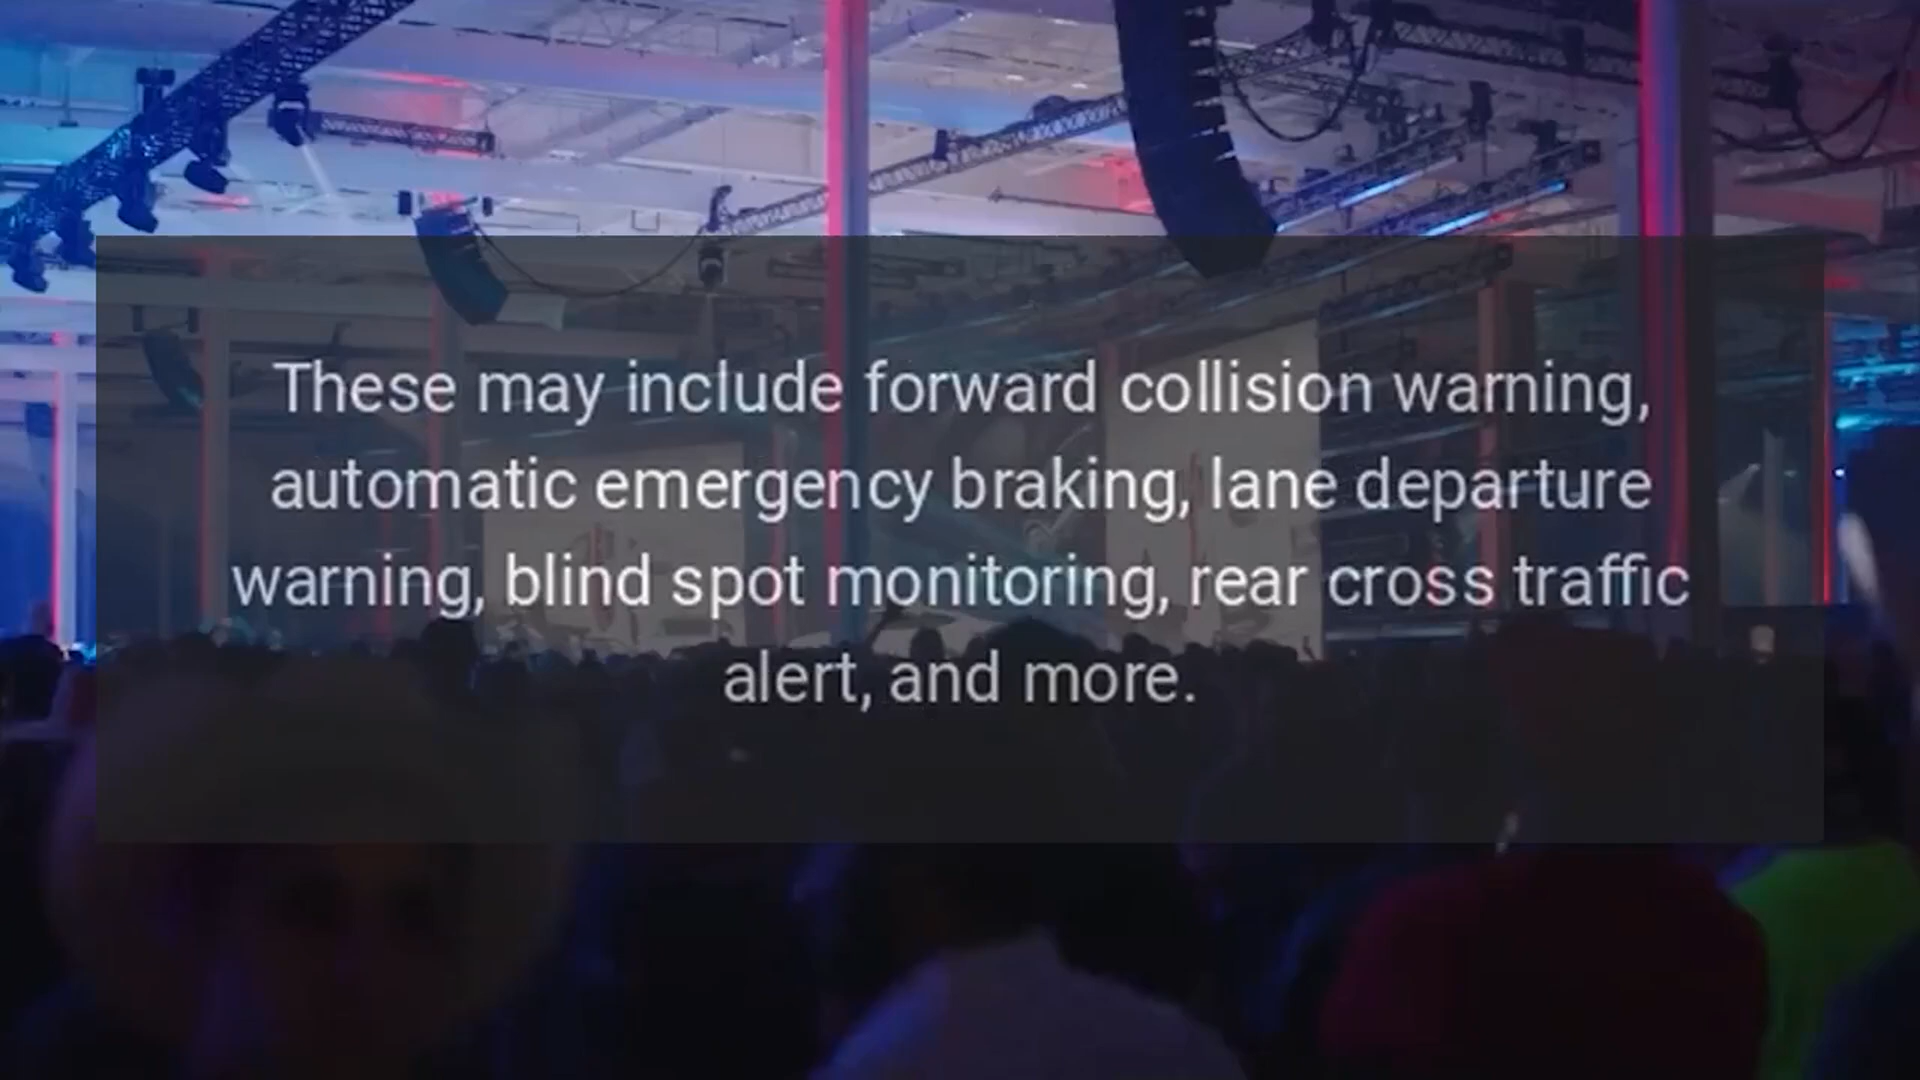 These may include forward collision warning,
automatic emergency braking, lane departure
warning, blind spot monitoring, rear cross traffic
alert, and more.